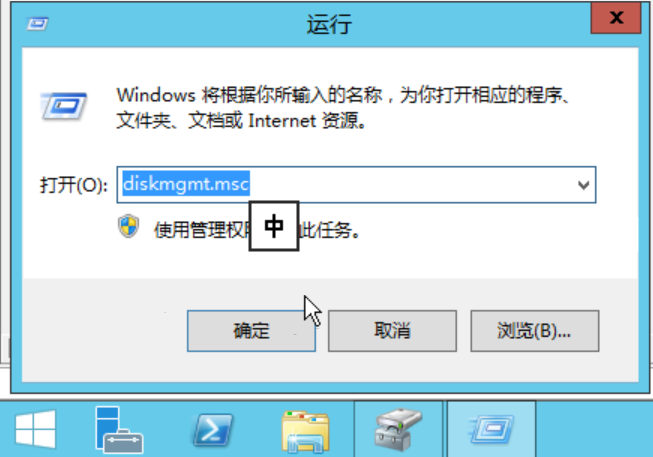 运行
Windows 将根据你所输入的名称，为你打开相应的程序、
文件夹、文档或 Internet 资源。
打开(O): diskmgmt.msc
使用管理权 中 此任务。
确定 取消 浏览(B)...